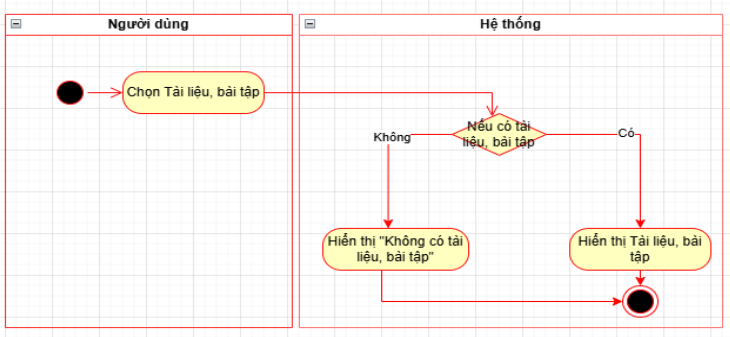 Người dùng
Hệ thống
Chọn Tài liệu, bài tập
Nếu có tài
liệu, bài tập
Không
Có
Hiển thị "Không có tài
liệu, bài tập"
Hiển thị Tài liệu, bài
tập